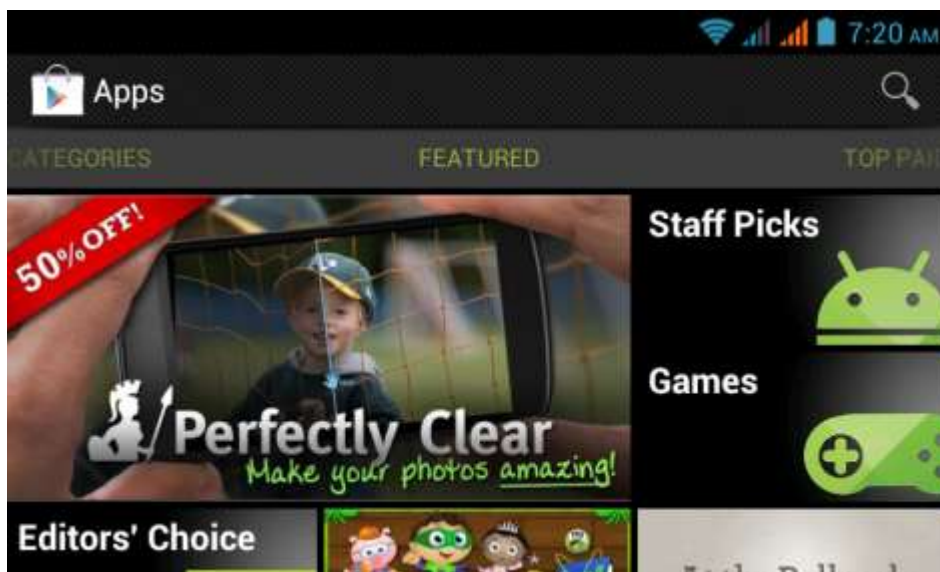 7:20 AM
Apps
CATEGORIES
FEATURED
TOP PAI
50% OFF!
Staff Picks
Games
Perfectly Clear
Make your photos amazing!
Editors' Choice